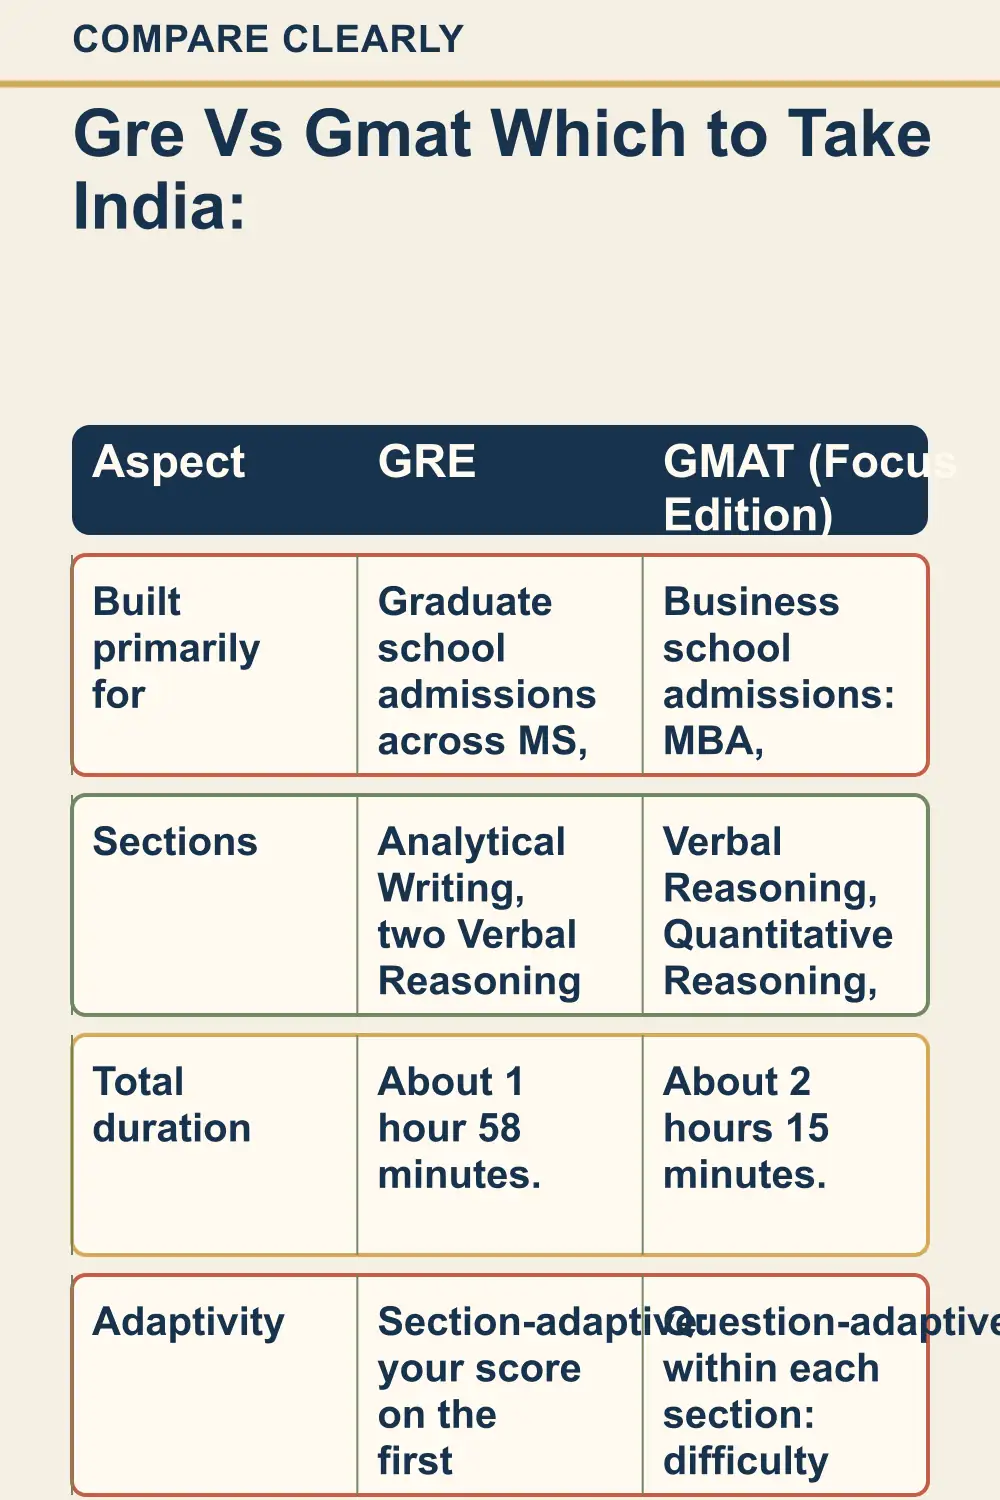 COMPARE CLEARLY
Gre Vs Gmat Which to Take
India:
Aspect
GRE
GMAT (Focus
Edition)
Built
primarily
for
Graduate
school
admissions
across MS,
Business
school
admissions:
MBA,
Sections
Analytical
Writing,
two Verbal
Reasoning
Verbal
Reasoning,
Quantitative
Reasoning,
Total
duration
About 1
hour 58
minutes.
About 2
hours 15
minutes.
Adaptivity
Section-adaptive:
your score
on the
first
Question-adaptive
within each
section:
difficulty